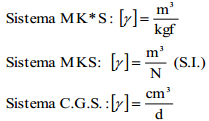 Sistema MK*S: [γ] = m³/kgf
Sistema MKS: [γ] = m³/N (S.I.)
Sistema C.G.S.: [γ] = cm³/d